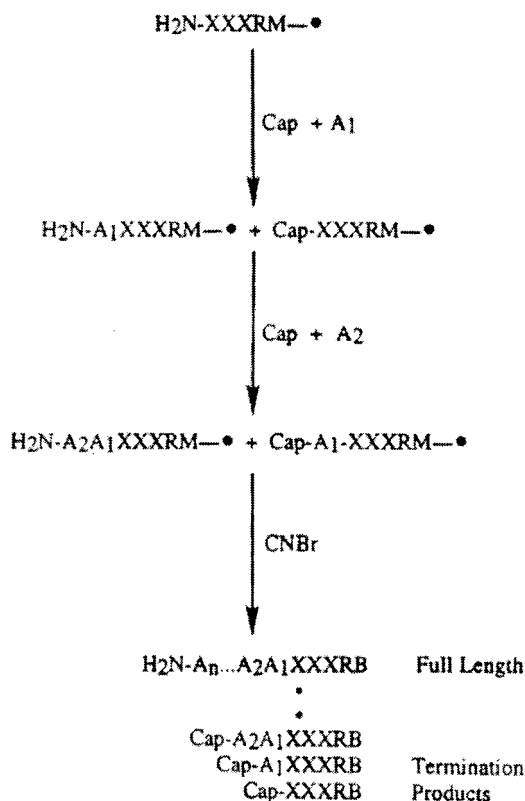 H2N-XXXRM—●
Cap + A1
H2N-A1XXXRM—● + Cap-XXXRM—●
Cap + A2
H2N-A2A1XXXRM—● + Cap-A1-XXXRM—●
CNBr
H2N-An...A2A1XXXRB Full Length
Cap-A2A1XXXRB
Cap-A1XXXRB Termination
Cap-XXXRB Products